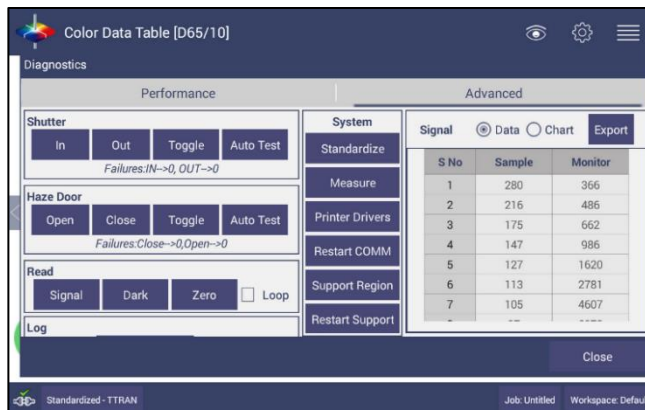 Color Data Table [D65/10]
Diagnostics
Performance
Advanced
Shutter
In Out Toggle Auto Test
Failures:IN-->0, OUT-->0
Haze Door
Open Close Toggle Auto Test
Failures:Close-->0,Open-->0
Read
Signal Dark Zero Loop
Log
System
Standardize
Measure
Printer Drivers
Restart COMM
Support Region
Restart Support
Signal Data Chart Export
S No Sample Monitor
1 280 366
2 216 486
3 175 662
4 147 986
5 127 1620
6 113 2781
7 105 4607
Close
Standardized - TTRAN
Job: Untitled Workspace: Defaul